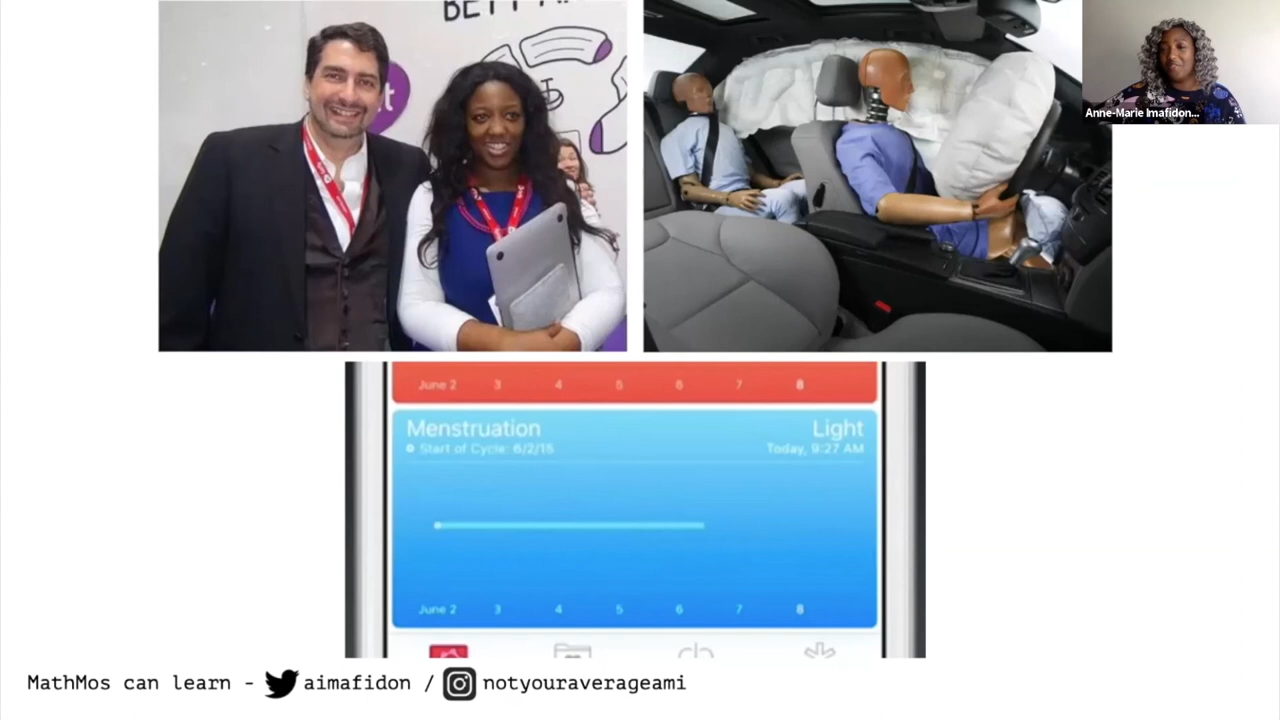 Anne-Marie Imafidon...
June 2 3 4 5 6 7 8
Menstruation Light
Start of Cycle: 6/2/15 Today, 9:27 AM
June 2 3 4 5 6 7 8
MathMos can learn - aimafidon / notyouraverageami